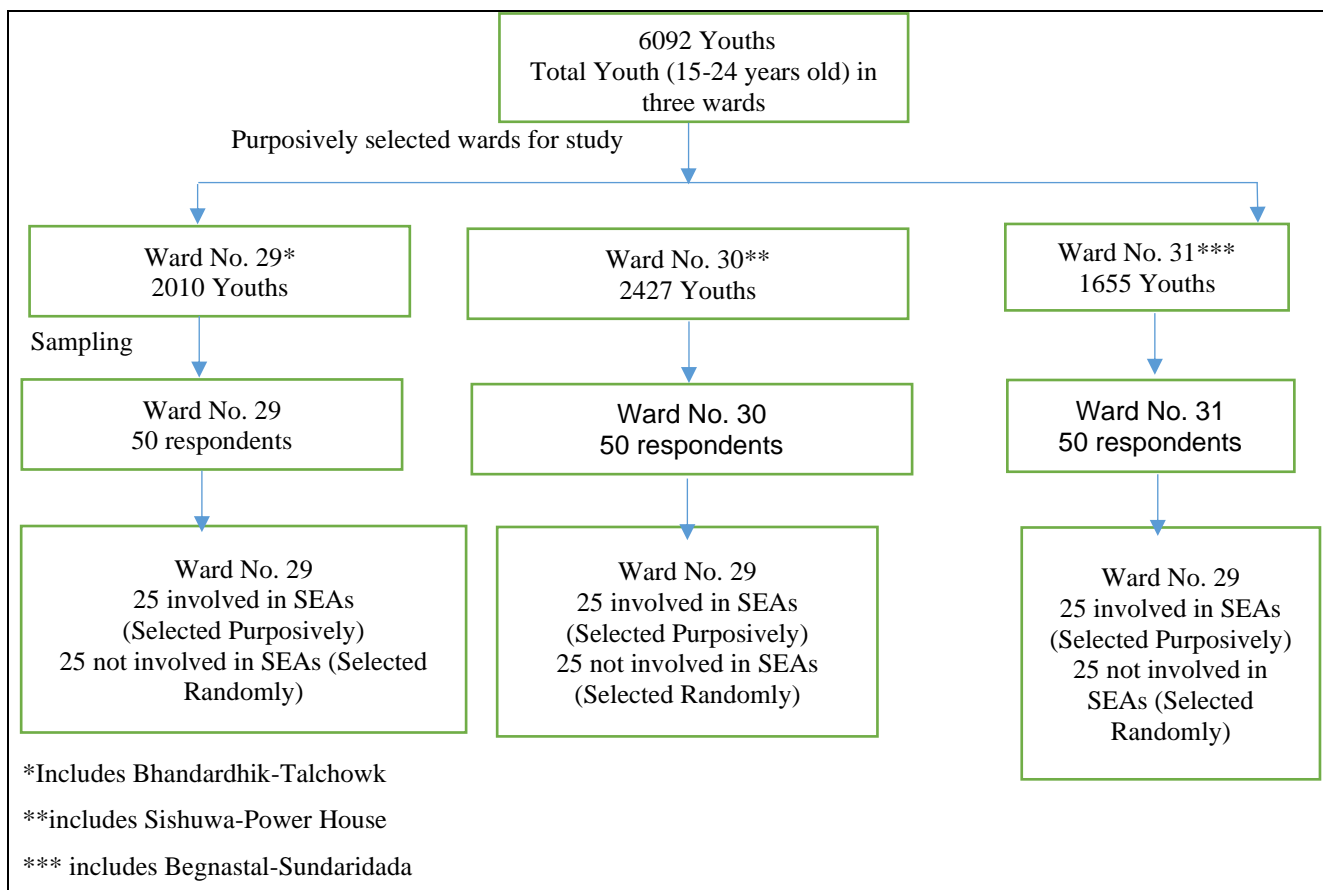 6092 Youths
Total Youth (15-24 years old) in
three wards
Purposively selected wards for study
Ward No. 29*
2010 Youths
Ward No. 30**
2427 Youths
Ward No. 31***
1655 Youths
Sampling
Ward No. 29
50 respondents
Ward No. 30
50 respondents
Ward No. 31
50 respondents
Ward No. 29
25 involved in SEAs
(Selected Purposively)
25 not involved in SEAs (Selected
Randomly)
Ward No. 29
25 involved in SEAs
(Selected Purposively)
25 not involved in SEAs
(Selected Randomly)
Ward No. 29
25 involved in SEAs
(Selected Purposively)
25 not involved in
SEAs (Selected
Randomly)
*Includes Bhandardhik-Talchowk
**includes Sishuwa-Power House
*** includes Begnastal-Sundaridada